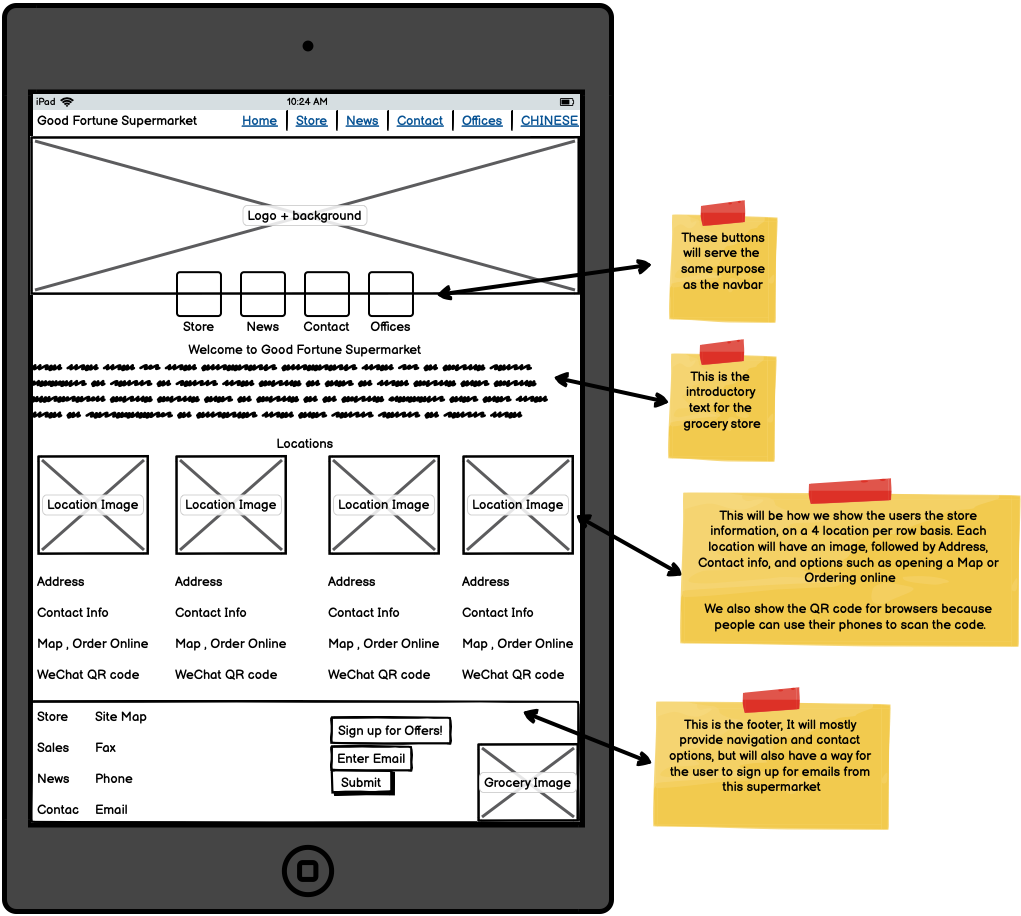 iPad 10:24 AM
Good Fortune Supermarket Home Store News Contact Offices CHINESE
Logo + background
Store News Contact Offices
Welcome to Good Fortune Supermarket
Locations
Location Image Location Image Location Image Location Image
Address Address Address Address
Contact Info Contact Info Contact Info Contact Info
Map , Order Online Map , Order Online Map , Order Online Map , Order Online
WeChat QR code WeChat QR code WeChat QR code WeChat QR code
Store Site Map
Sales Fax
News Phone
Contac Email
Sign up for Offers!
Enter Email
Submit
Grocery Image
These buttons
will serve the
same purpose
as the navbar
This is the
introductory
text for the
grocery store
This will be how we show the users the store
information, on a 4 location per row basis. Each
location will have an image, followed by Address,
Contact info, and options such as opening a Map or
Ordering online
We also show the QR code for browsers because
people can use their phones to scan the code.
This is the footer, It will mostly
provide navigation and contact
options, but will also have a way for
the user to sign up for emails from
this supermarket